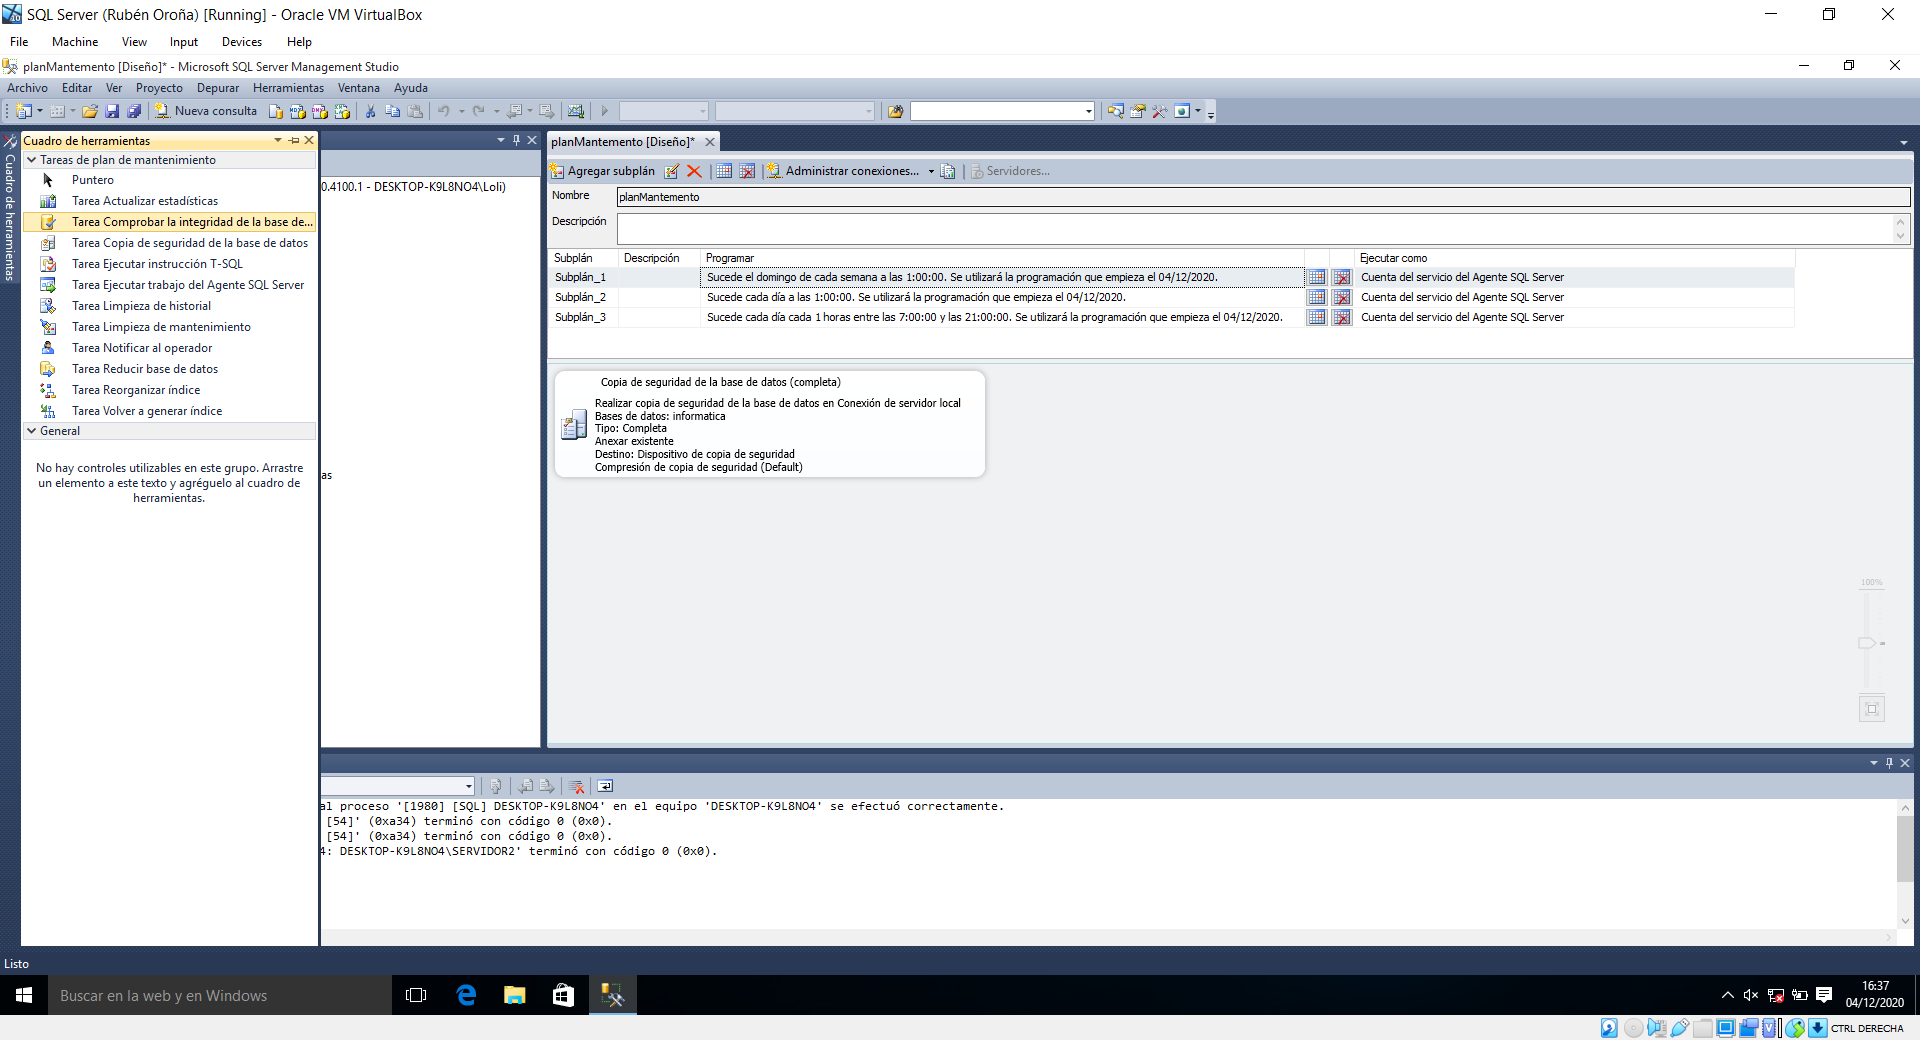 SQL Server (Rubén Oroña) [Running] - Oracle VM VirtualBox
File Machine View Input Devices Help
planMantemento [Diseño]* - Microsoft SQL Server Management Studio
Archivo Editar Ver Proyecto Depurar Herramientas Ventana Ayuda
Nueva consulta
Cuadro de herramientas
Cuadro de herramientas
Tareas de plan de mantenimiento
Puntero
Tarea Actualizar estadísticas
Tarea Comprobar la integridad de la base de...
Tarea Copia de seguridad de la base de datos
Tarea Ejecutar instrucción T-SQL
Tarea Ejecutar trabajo del Agente SQL Server
Tarea Limpieza de historial
Tarea Limpieza de mantenimiento
Tarea Notificar al operador
Tarea Reducir base de datos
Tarea Reorganizar índice
Tarea Volver a generar índice
General
No hay controles utilizables en este grupo. Arrastre
un elemento a este texto y agréguelo al cuadro de
herramientas.
0.4100.1 - DESKTOP-K9L8NO4\Loli)
as
planMantemento [Diseño]*
Agregar subplán Administrar conexiones... Servidores...
Nombre planMantemento
Descripción
Subplán Descripción Programar Ejecutar como
Subplán_1 Sucede el domingo de cada semana a las 1:00:00. Se utilizará la programación que empieza el 04/12/2020. Cuenta del servicio del Agente SQL Server
Subplán_2 Sucede cada día a las 1:00:00. Se utilizará la programación que empieza el 04/12/2020. Cuenta del servicio del Agente SQL Server
Subplán_3 Sucede cada día cada 1 horas entre las 7:00:00 y las 21:00:00. Se utilizará la programación que empieza el 04/12/2020. Cuenta del servicio del Agente SQL Server
Copia de seguridad de la base de datos (completa)
Realizar copia de seguridad de la base de datos en Conexión de servidor local
Bases de datos: informatica
Tipo: Completa
Anexar existente
Destino: Dispositivo de copia de seguridad
Compresión de copia de seguridad (Default)
100%
al proceso '[1980] [SQL] DESKTOP-K9L8NO4' en el equipo 'DESKTOP-K9L8NO4' se efectuó correctamente.
[54]' (0xa34) terminó con código 0 (0x0).
[54]' (0xa34) terminó con código 0 (0x0).
4: DESKTOP-K9L8NO4\SERVIDOR2' terminó con código 0 (0x0).
Listo
Buscar en la web y en Windows
16:37
04/12/2020
CTRL DERECHA